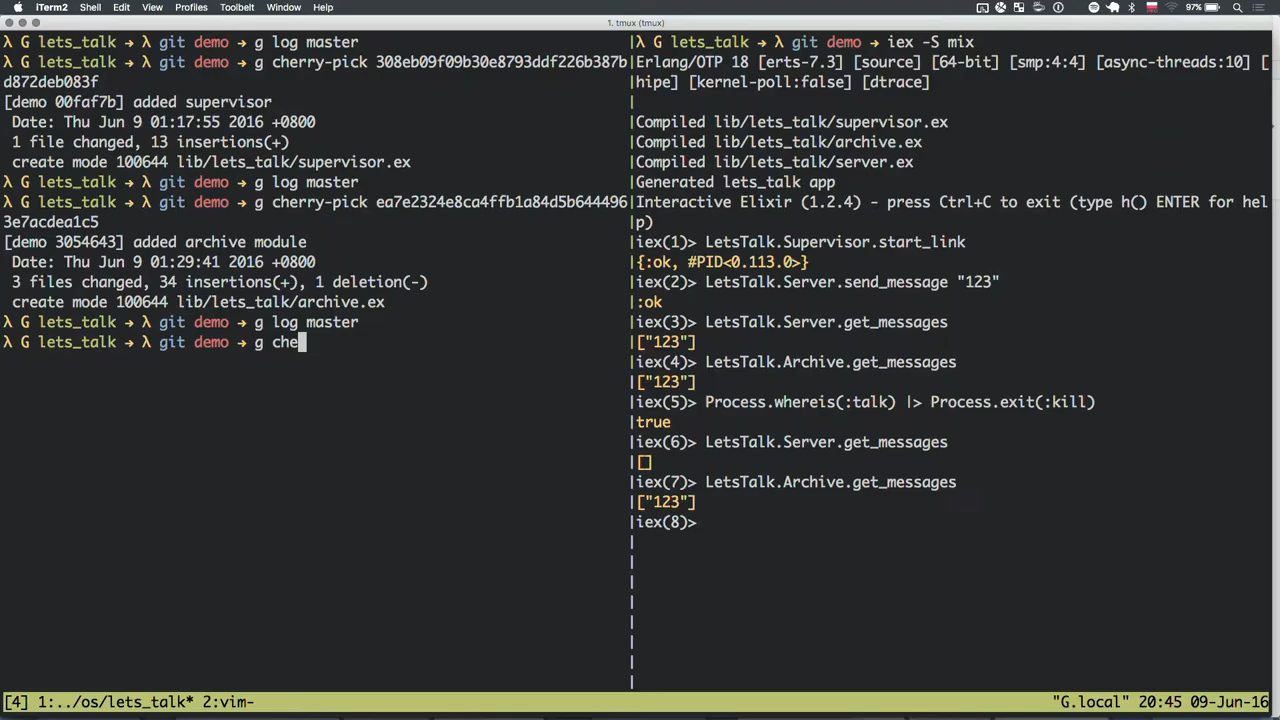 iTerm2 Shell Edit View Profiles Toolbelt Window Help 97%
1. tmux (tmux)
λ G lets_talk → λ git demo → g log master
λ G lets_talk → λ git demo → g cherry-pick 308eb09f09b30e8793ddf226b387b
d872deb083f
[demo 00faf7b] added supervisor
Date: Thu Jun 9 01:17:55 2016 +0800
1 file changed, 13 insertions(+)
create mode 100644 lib/lets_talk/supervisor.ex
λ G lets_talk → λ git demo → g log master
λ G lets_talk → λ git demo → g cherry-pick ea7e2324e8ca4ffb1a84d5b644496
3e7acdea1c5
[demo 3054643] added archive module
Date: Thu Jun 9 01:29:41 2016 +0800
3 files changed, 34 insertions(+), 1 deletion(-)
create mode 100644 lib/lets_talk/archive.ex
λ G lets_talk → λ git demo → g log master
λ G lets_talk → λ git demo → g che
λ G lets_talk → λ git demo → iex -S mix
Erlang/OTP 18 [erts-7.3] [source] [64-bit] [smp:4:4] [async-threads:10] [
hipe] [kernel-poll:false] [dtrace]
Compiled lib/lets_talk/supervisor.ex
Compiled lib/lets_talk/archive.ex
Compiled lib/lets_talk/server.ex
Generated lets_talk app
Interactive Elixir (1.2.4) - press Ctrl+C to exit (type h() ENTER for hel
p)
iex(1)> LetsTalk.Supervisor.start_link
{:ok, #PID<0.113.0>}
iex(2)> LetsTalk.Server.send_message "123"
:ok
iex(3)> LetsTalk.Server.get_messages
["123"]
iex(4)> LetsTalk.Archive.get_messages
["123"]
iex(5)> Process.whereis(:talk) |> Process.exit(:kill)
true
iex(6)> LetsTalk.Server.get_messages
[]
iex(7)> LetsTalk.Archive.get_messages
["123"]
iex(8)>
[4] 1:../os/lets_talk* 2:vim- "G.local" 20:45 09-Jun-16